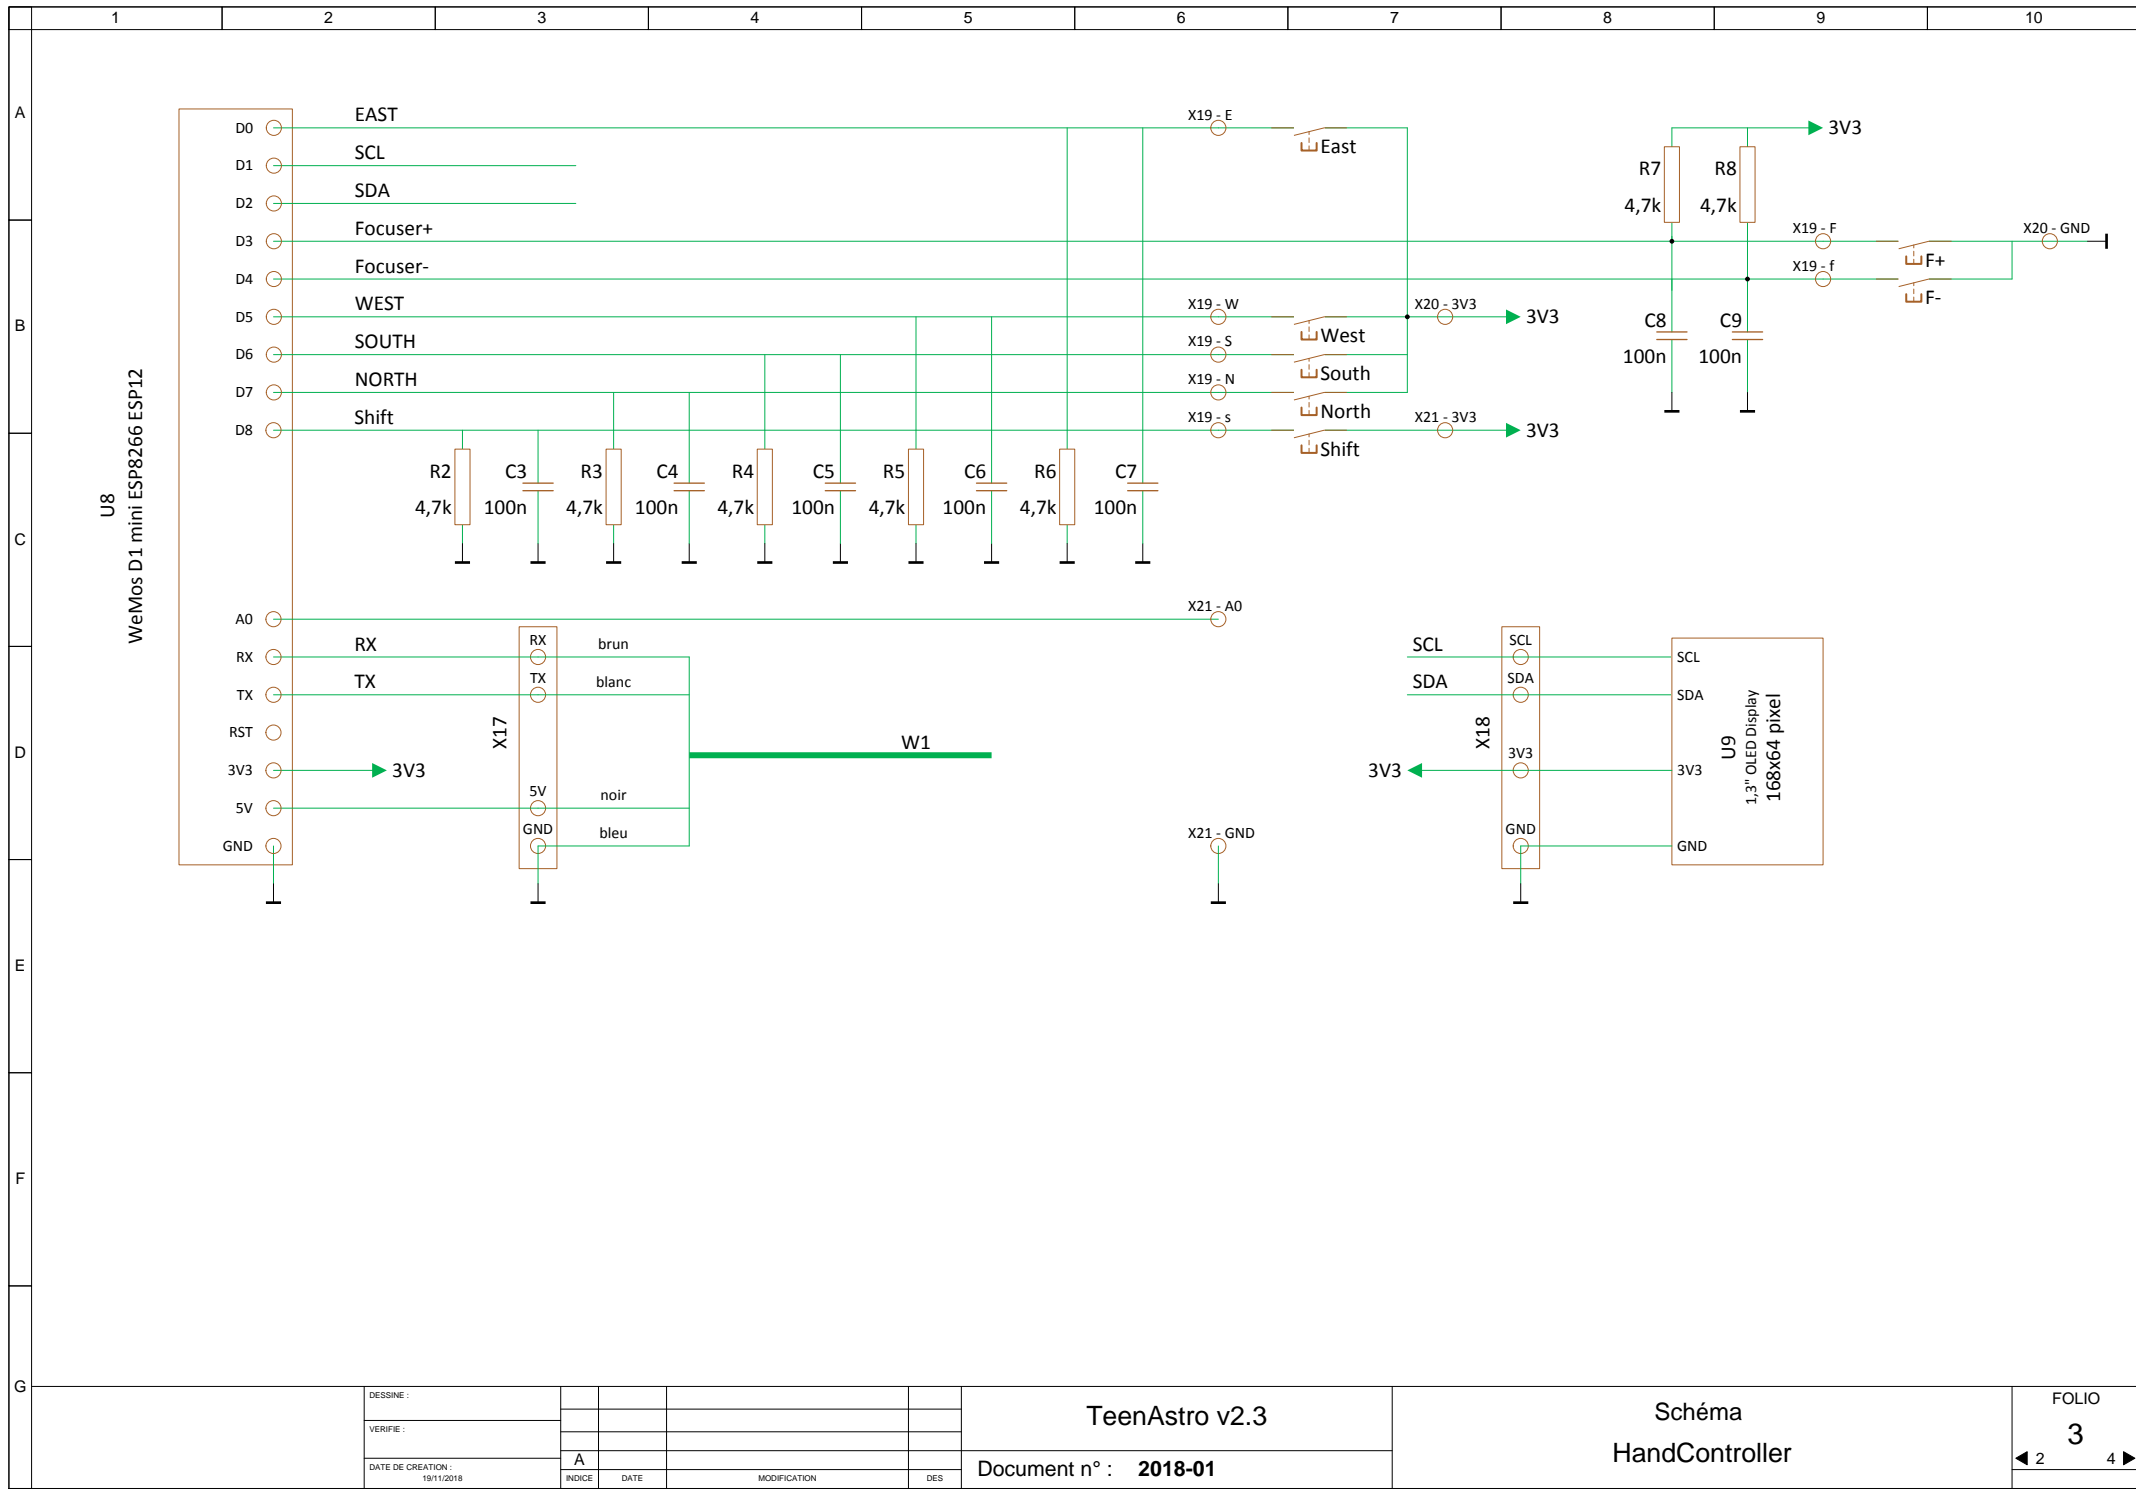 1 2 3 4 5 6 7 8 9 10
A
B
C
D
E
F
G
U8
WeMos D1 mini ESP8266 ESP12
D0 EAST X19 - E East
D1 SCL
D2 SDA
D3 Focuser+ X19 - F F+ X20 - GND
D4 Focuser- X19 - f F-
D5 WEST X19 - W West X20 - 3V3 3V3
D6 SOUTH X19 - S South
D7 NORTH X19 - N North
D8 Shift X19 - s Shift X21 - 3V3 3V3
3V3
R7 R8
4,7k 4,7k
C8 C9
100n 100n
R2 C3 R3 C4 R4 C5 R5 C6 R6 C7
4,7k 100n 4,7k 100n 4,7k 100n 4,7k 100n 4,7k 100n
A0 X21 - A0
RX RX RX brun
TX TX TX blanc
RST
3V3 3V3
5V 5V noir
GND GND bleu
X17
W1
X21 - GND
SCL SCL SCL
SDA SDA SDA
3V3 3V3 3V3
GND GND
X18
U9
1,3" OLED Display
168x64 pixel
DESSINE :
VERIFIE :
DATE DE CREATION :
19/11/2018
A
INDICE DATE MODIFICATION DES
TeenAstro v2.3
Document n° : 2018-01
Schéma
HandController
FOLIO
3
2 4